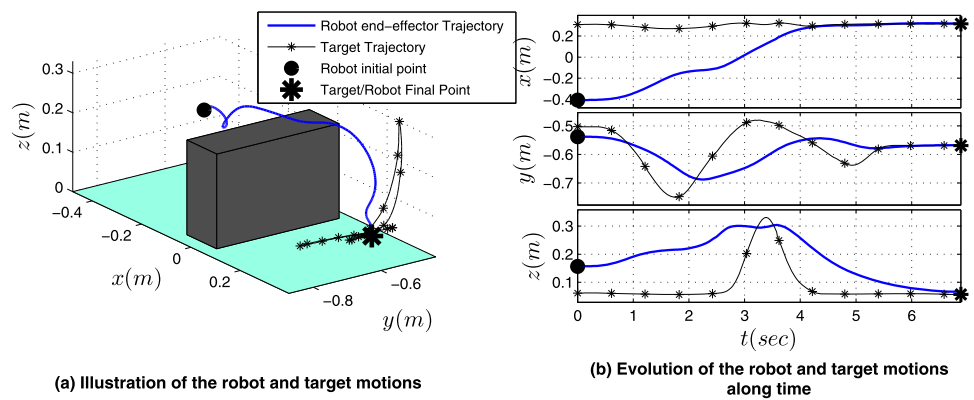 Robot end-effector Trajectory
Target Trajectory
Robot initial point
Target/Robot Final Point
z(m)
0.3
0.2
0.1
0
−0.4
−0.2
0
0.2
x(m)
−0.8
−0.6
y(m)
(a) Illustration of the robot and target motions
x(m)
0.2
0
−0.2
−0.4
y(m)
−0.5
−0.6
−0.7
z(m)
0.3
0.2
0.1
0 1 2 3 4 5 6
t(sec)
(b) Evolution of the robot and target motions
along time